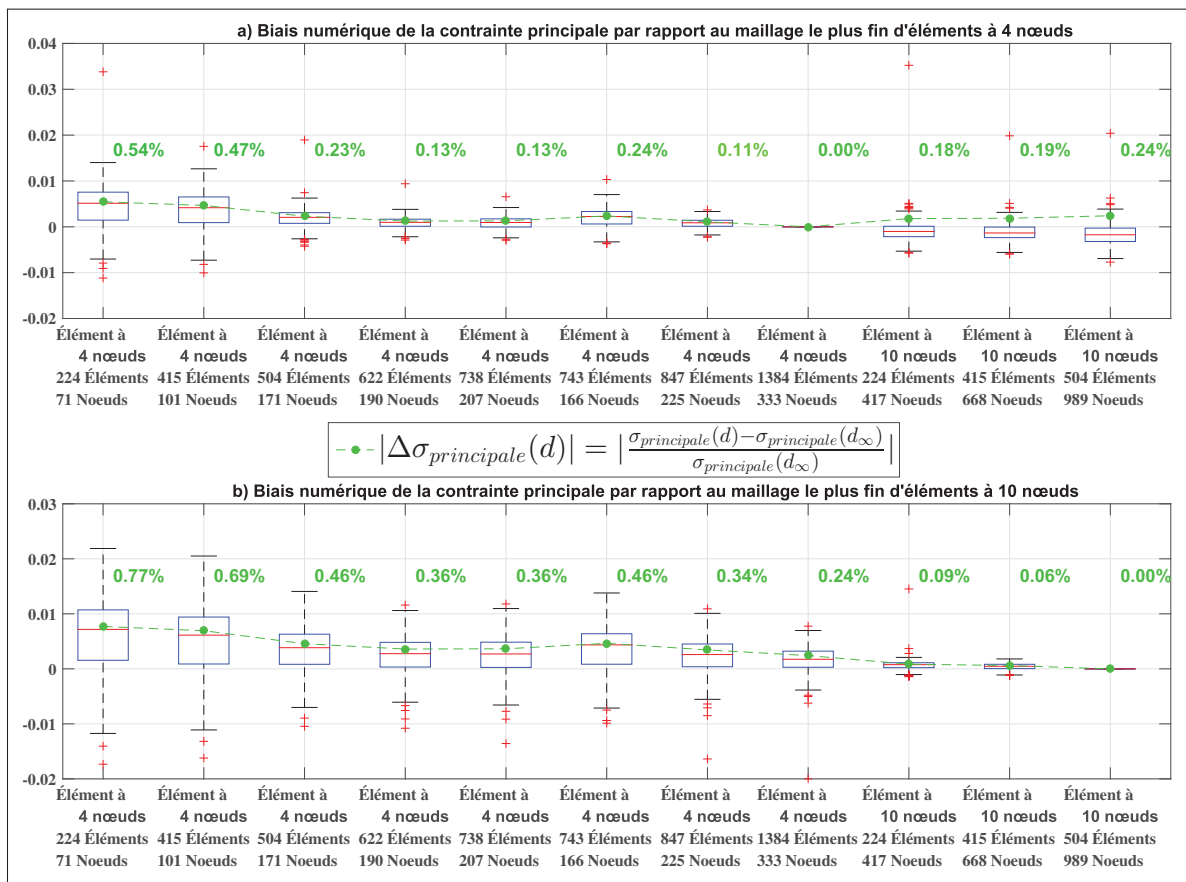 a) Biais numérique de la contrainte principale par rapport au maillage le plus fin d'éléments à 4 nœuds
0.04
0.03
0.02
0.01
0
-0.01
-0.02
0.54% 0.47% 0.23% 0.13% 0.13% 0.24% 0.11% 0.00% 0.18% 0.19% 0.24%
Élément à Élément à Élément à Élément à Élément à Élément à Élément à Élément à Élément à Élément à Élément à
4 nœuds 4 nœuds 4 nœuds 4 nœuds 4 nœuds 4 nœuds 4 nœuds 4 nœuds 10 nœuds 10 nœuds 10 nœuds
224 Éléments 415 Éléments 504 Éléments 622 Éléments 738 Éléments 743 Éléments 847 Éléments 1384 Éléments 224 Éléments 415 Éléments 504 Éléments
71 Noeuds 101 Noeuds 171 Noeuds 190 Noeuds 207 Noeuds 166 Noeuds 225 Noeuds 333 Noeuds 417 Noeuds 668 Noeuds 989 Noeuds
|Δσ_principale(d)| = |(σ_principale(d)−σ_principale(d_∞))/σ_principale(d_∞)|
b) Biais numérique de la contrainte principale par rapport au maillage le plus fin d'éléments à 10 nœuds
0.03
0.02
0.01
0
-0.01
-0.02
0.77% 0.69% 0.46% 0.36% 0.36% 0.46% 0.34% 0.24% 0.09% 0.06% 0.00%
Élément à Élément à Élément à Élément à Élément à Élément à Élément à Élément à Élément à Élément à Élément à
4 nœuds 4 nœuds 4 nœuds 4 nœuds 4 nœuds 4 nœuds 4 nœuds 4 nœuds 10 nœuds 10 nœuds 10 nœuds
224 Éléments 415 Éléments 504 Éléments 622 Éléments 738 Éléments 743 Éléments 847 Éléments 1384 Éléments 224 Éléments 415 Éléments 504 Éléments
71 Noeuds 101 Noeuds 171 Noeuds 190 Noeuds 207 Noeuds 166 Noeuds 225 Noeuds 333 Noeuds 417 Noeuds 668 Noeuds 989 Noeuds